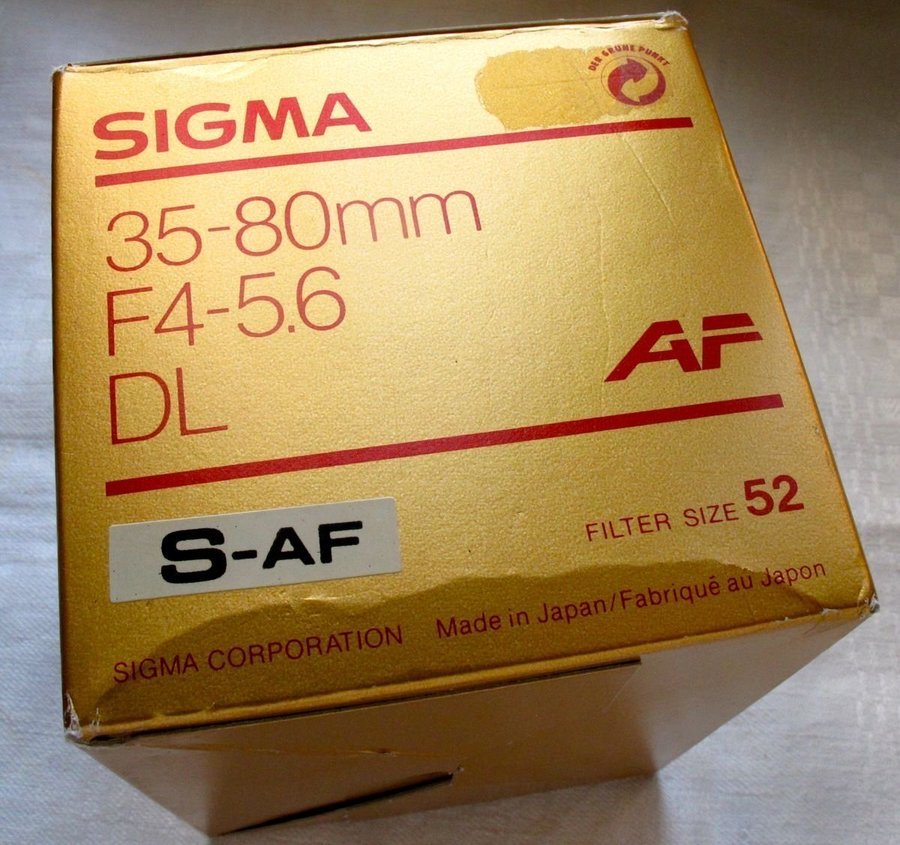 DER GRÜNE PUNKT
SIGMA
35-80mm
F4-5.6
DL
AF
S-AF
FILTER SIZE 52
SIGMA CORPORATION Made in Japan/Fabriqué au Japon